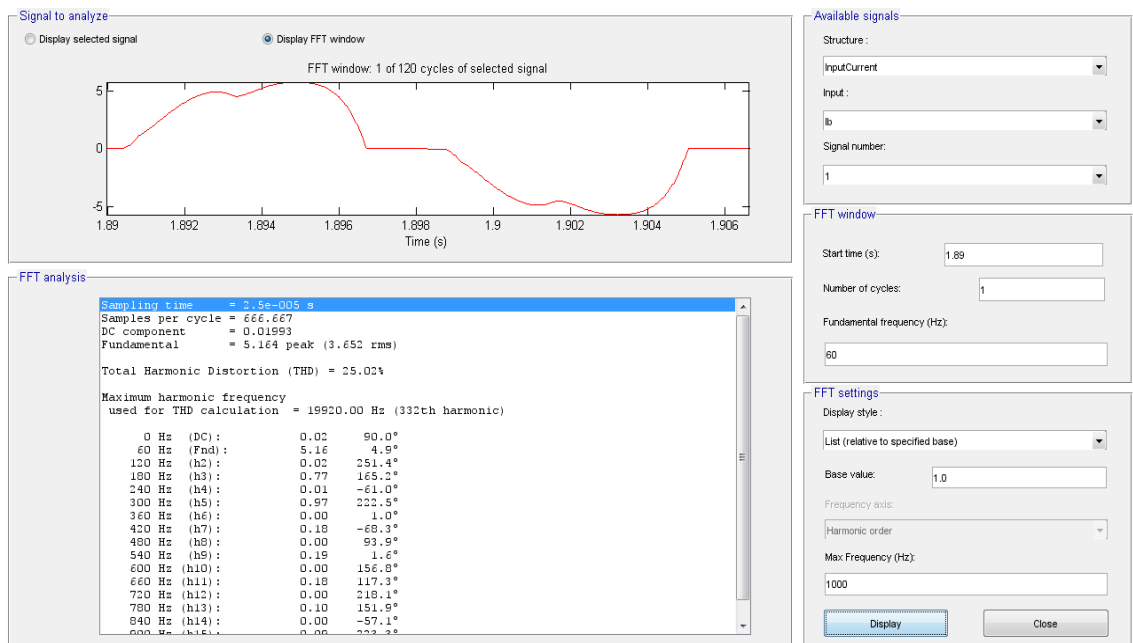 Signal to analyze
Display selected signal
Display FFT window
FFT window: 1 of 120 cycles of selected signal
5
0
-5
1.89 1.892 1.894 1.896 1.898 1.9 1.902 1.904 1.906
Time (s)
FFT analysis
Sampling time = 2.5e-005 s
Samples per cycle = 666.667
DC component = 0.01993
Fundamental = 5.164 peak (3.652 rms)
Total Harmonic Distortion (THD) = 25.02%
Maximum harmonic frequency
used for THD calculation = 19920.00 Hz (332th harmonic)
0 Hz (DC): 0.02 90.0°
60 Hz (Fnd): 5.16 4.9°
120 Hz (h2): 0.02 251.4°
180 Hz (h3): 0.77 165.2°
240 Hz (h4): 0.01 -61.0°
300 Hz (h5): 0.97 222.5°
360 Hz (h6): 0.00 1.0°
420 Hz (h7): 0.18 -68.3°
480 Hz (h8): 0.00 93.9°
540 Hz (h9): 0.19 1.6°
600 Hz (h10): 0.00 156.8°
660 Hz (h11): 0.18 117.3°
720 Hz (h12): 0.00 218.1°
780 Hz (h13): 0.10 151.9°
840 Hz (h14): 0.00 -57.1°
900 Hz (h15): 0.09 223.3°
Available signals
Structure :
InputCurrent
Input :
Ib
Signal number:
1
FFT window
Start time (s): 1.89
Number of cycles: 1
Fundamental frequency (Hz):
60
FFT settings
Display style :
List (relative to specified base)
Base value: 1.0
Frequency axis:
Harmonic order
Max Frequency (Hz):
1000
Display Close